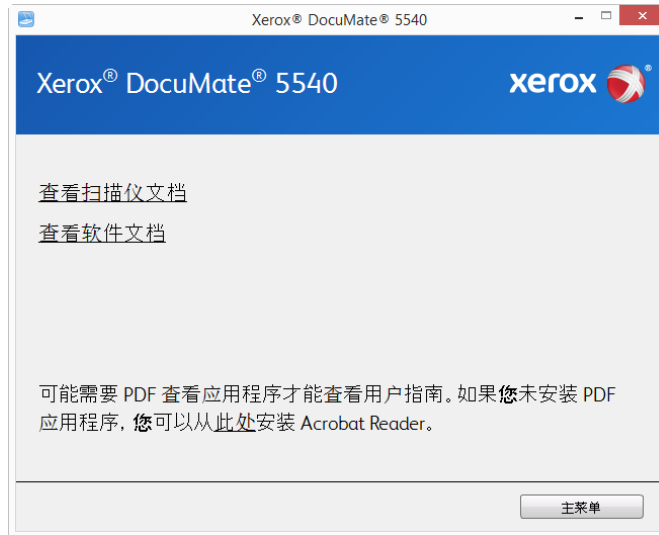 Xerox® DocuMate® 5540
Xerox® DocuMate® 5540
xerox®
查看扫描仪文档
查看软件文档
可能需要 PDF 查看应用程序才能查看用户指南。如果您未安装 PDF
应用程序，您可以从此处安装 Acrobat Reader。
主菜单